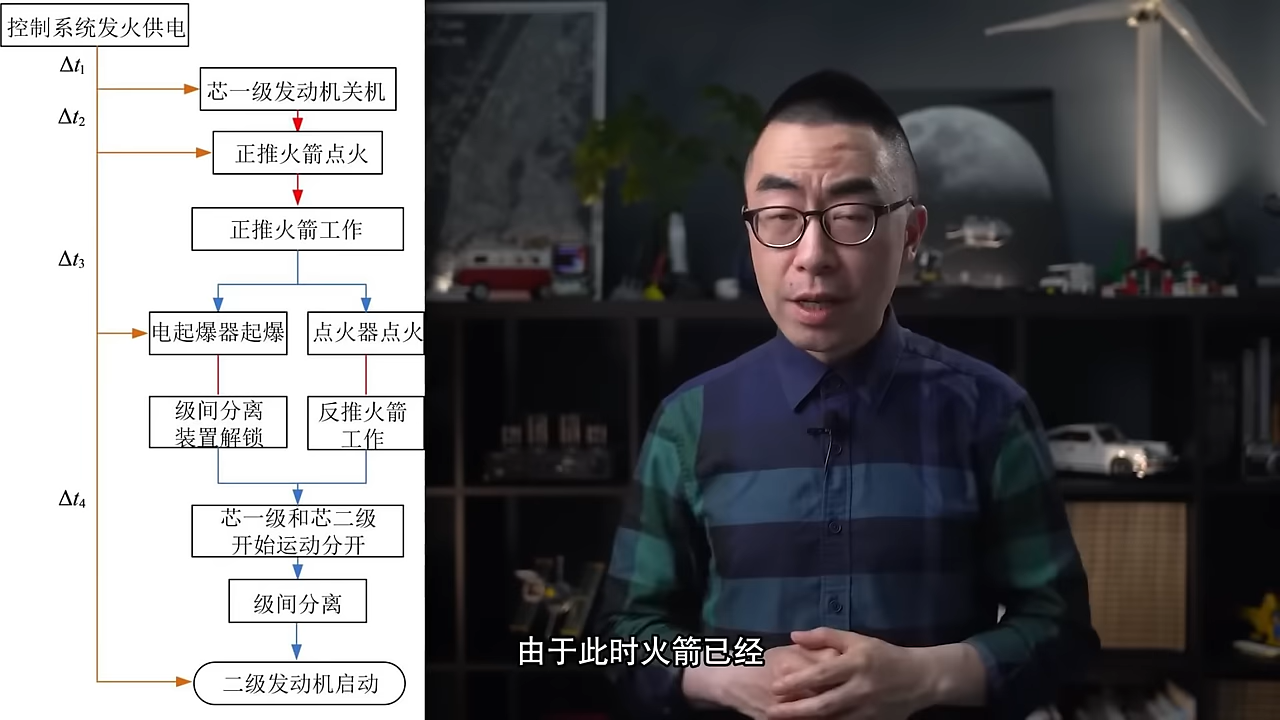 控制系统发火供电
Δt₁
芯一级发动机关机
Δt₂
正推火箭点火
正推火箭工作
Δt₃
电起爆器起爆
点火器点火
级间分离
装置解锁
反推火箭
工作
Δt₄
芯一级和芯二级
开始运动分开
级间分离
二级发动机启动
由于此时火箭已经